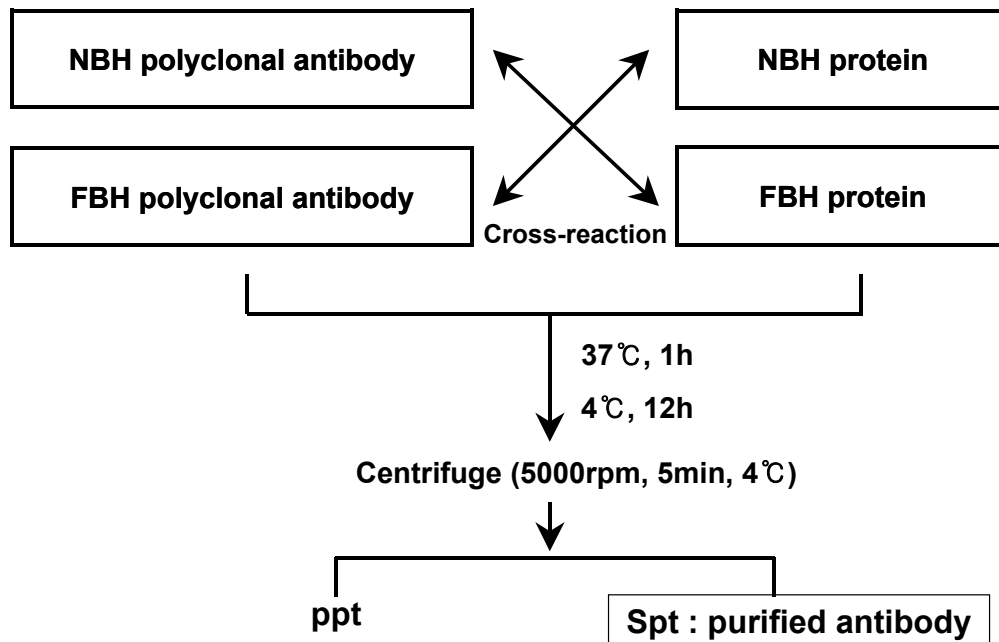 NBH polyclonal antibody
NBH protein
FBH polyclonal antibody
FBH protein
Cross-reaction
37℃, 1h
4℃, 12h
Centrifuge (5000rpm, 5min, 4℃)
ppt
Spt : purified antibody